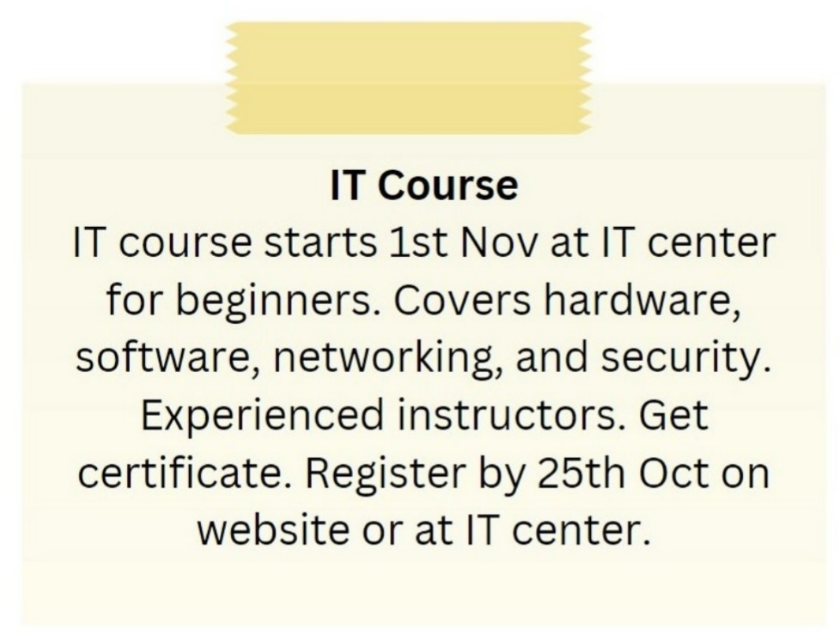 IT Course
IT course starts 1st Nov at IT center
for beginners. Covers hardware,
software, networking, and security.
Experienced instructors. Get
certificate. Register by 25th Oct on
website or at IT center.